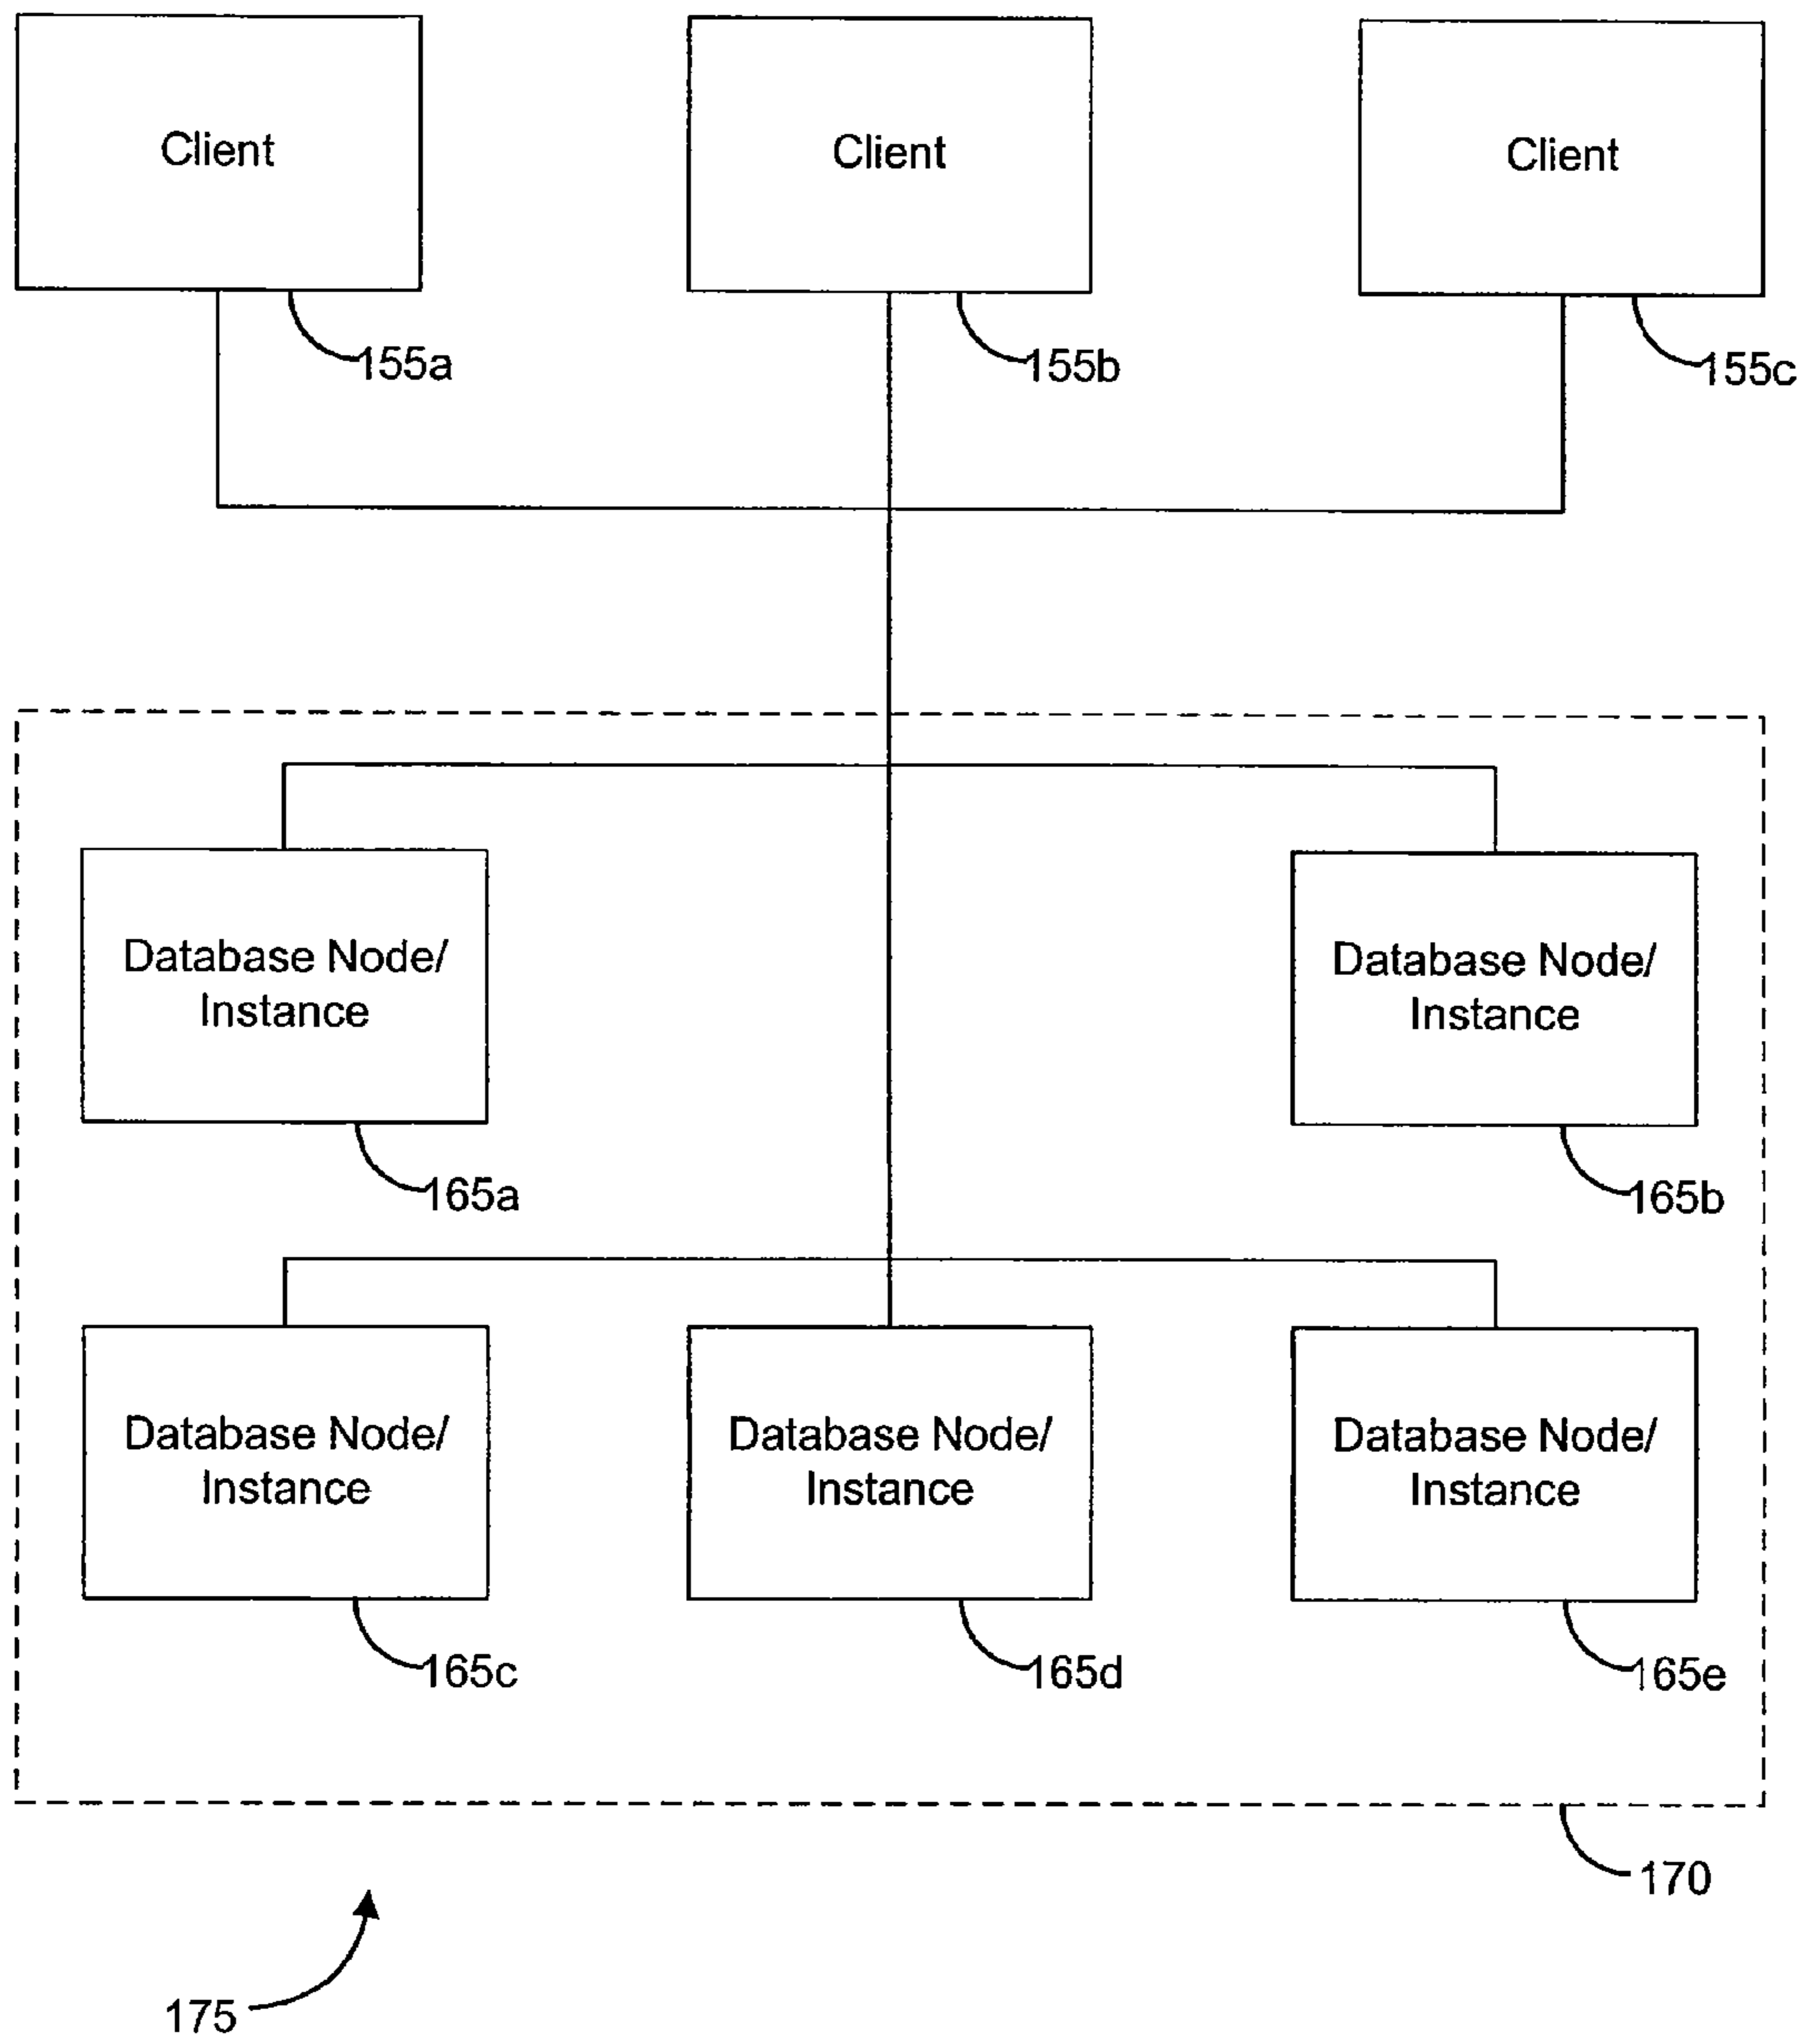 Client
Client
Client
155a
155b
155c
Database Node/
Instance
Database Node/
Instance
165a
165b
Database Node/
Instance
Database Node/
Instance
Database Node/
Instance
165c
165d
165e
170
175